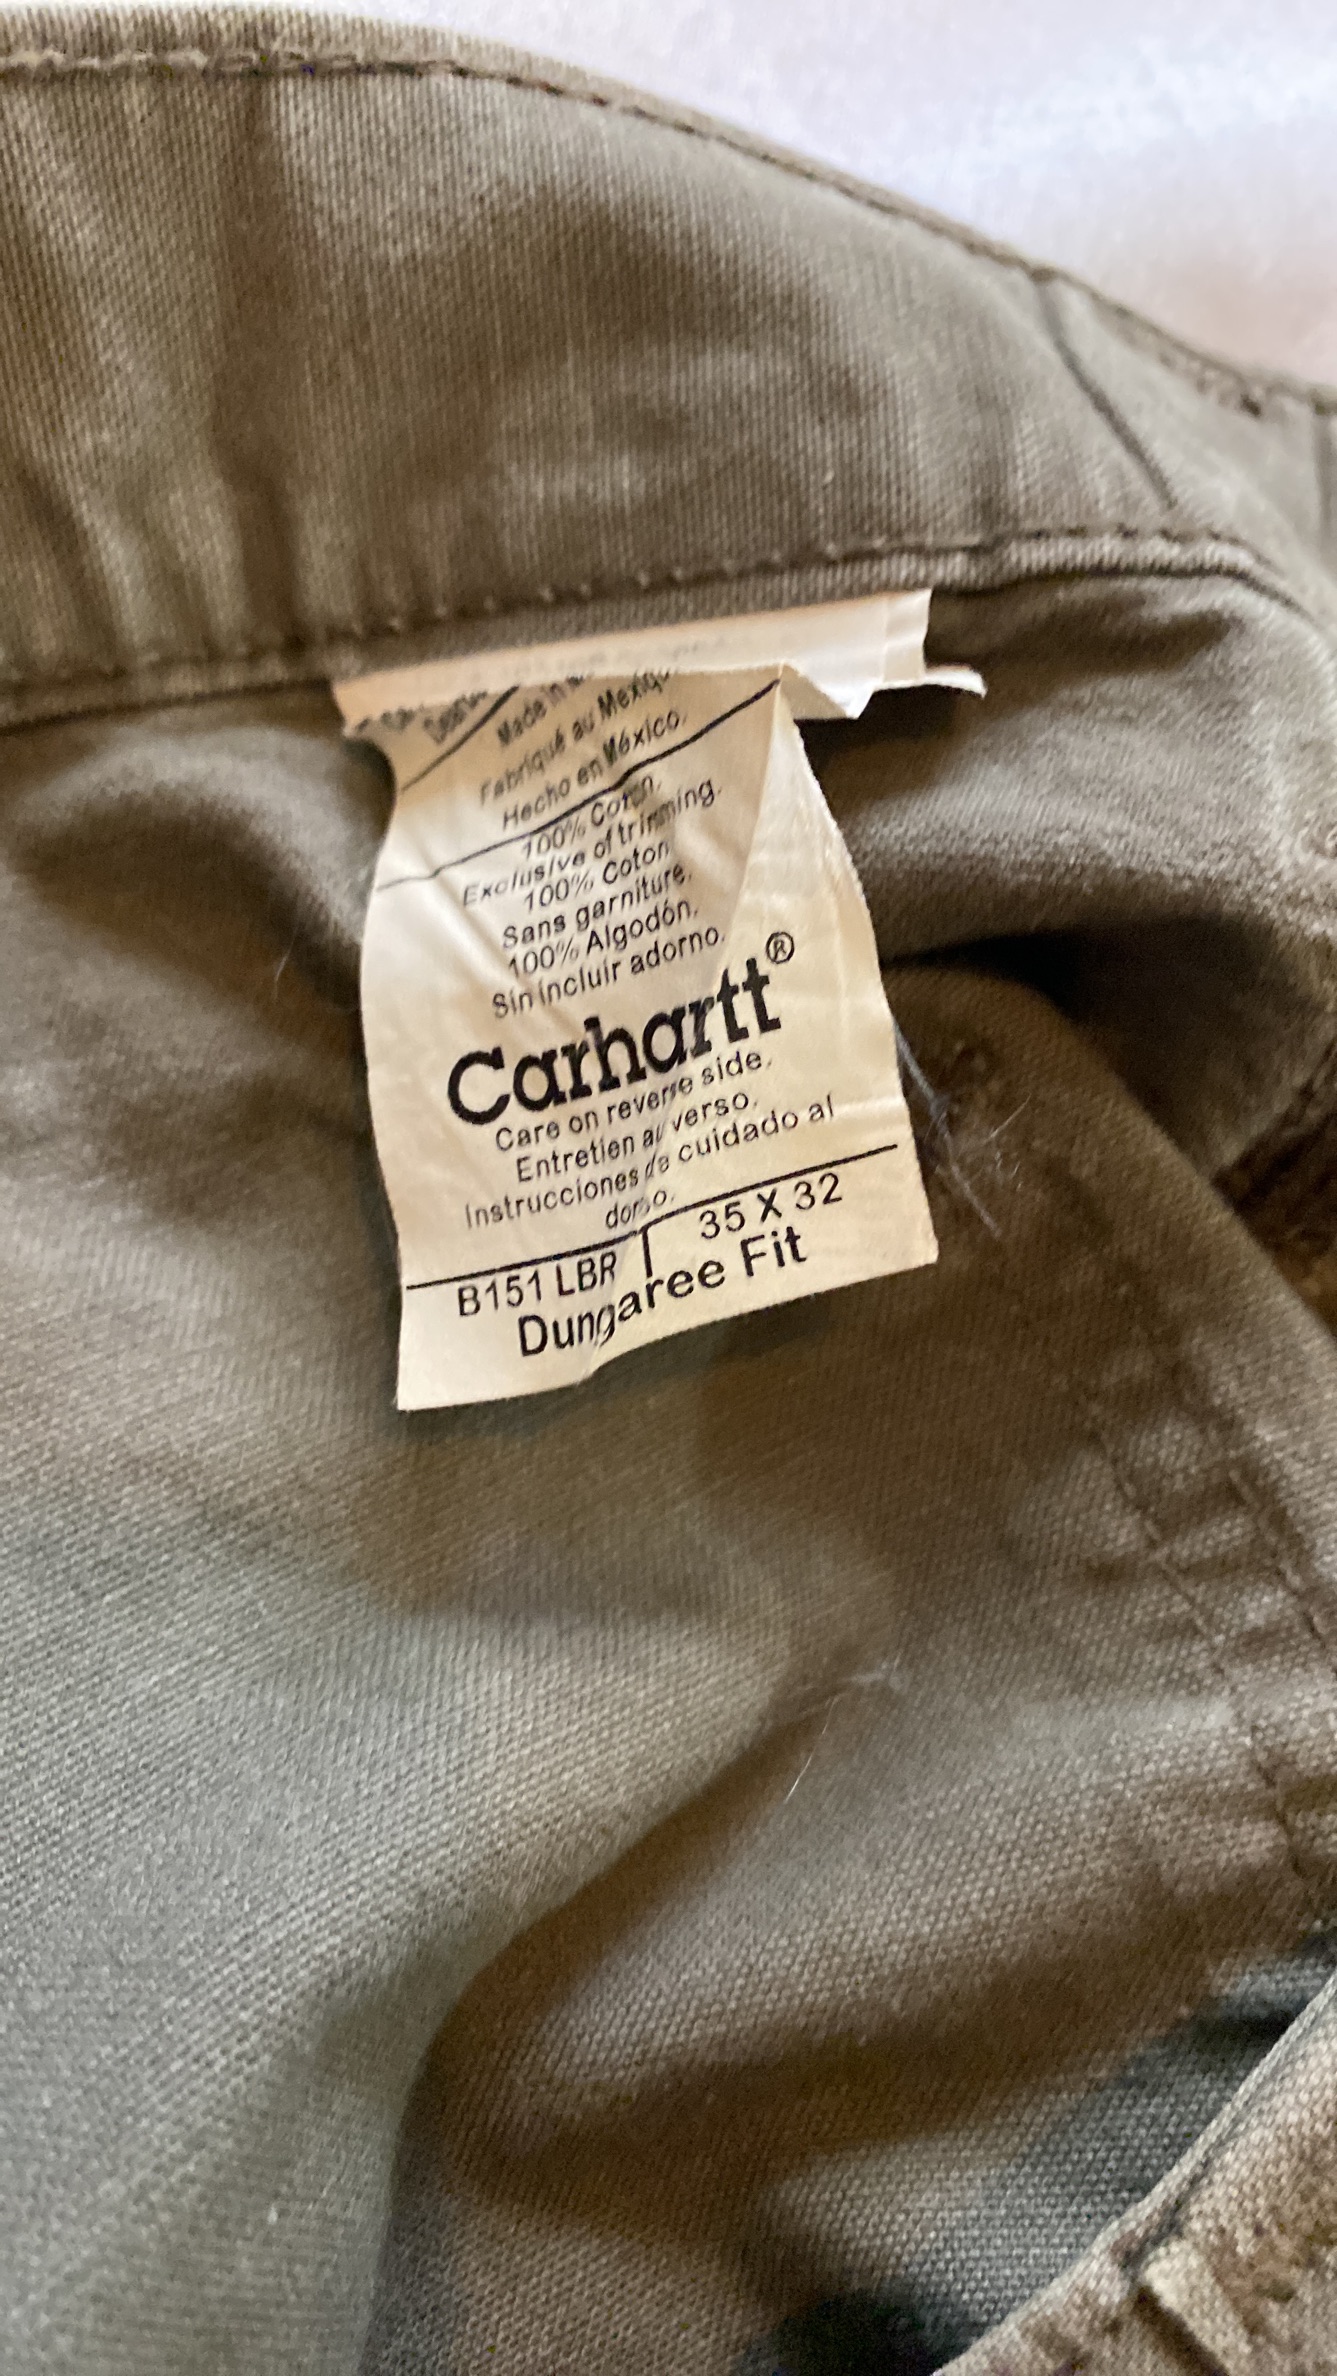 Made in
Fabriqué au Mexique
Hecho en México.
100% Coton.
Exclusive of trimming.
100% Coton
Sans garniture.
100% Algodón.
Sin incluir adorno.
Carhartt®
Care on reverse side.
Entretien au verso.
Instrucciones de cuidado al
dorso.
B151 LBR 35 X 32
Dungaree Fit